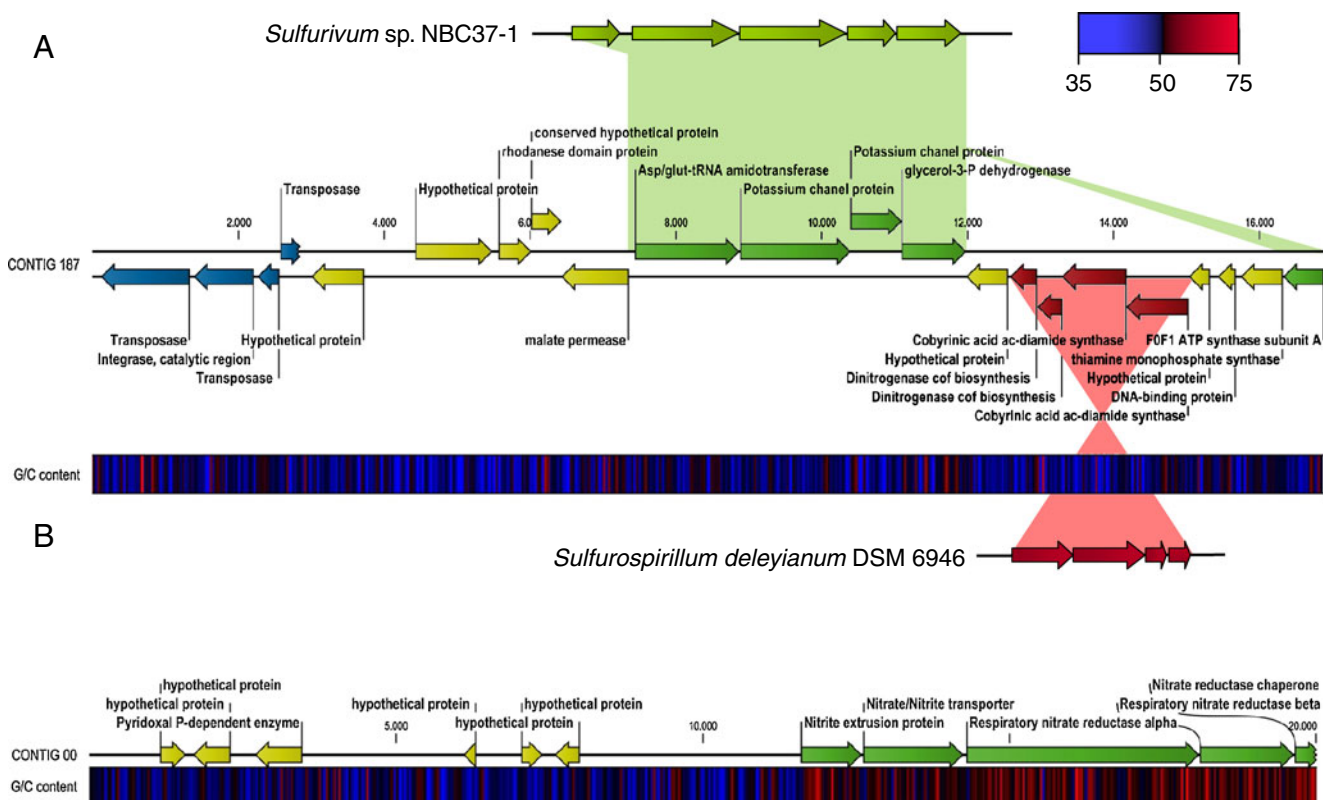 A
Sulfurivum sp. NBC37-1
35 50 75
conserved hypothetical protein
rhodanese domain protein
Potassium chanel protein
Asp/glut-tRNA amidotransferase
glycerol-3-P dehydrogenase
Transposase
Hypothetical protein
Potassium chanel protein
2.000 4.000 6.0 8.000 10.000 12.000 14.000 16.000
CONTIG 187
Transposase
malate permease
Cobyrinic acid ac-diamide synthase
F0F1 ATP synthase subunit A
Integrase, catalytic region
Hypothetical protein
Hypothetical protein
thiamine monophosphate synthase
Transposase
Dinitrogenase cof biosynthesis
Hypothetical protein
Dinitrogenase cof biosynthesis
DNA-binding protein
Cobyrinic acid ac-diamide synthase
G/C content
B
Sulfurospirillum deleyianum DSM 6946
hypothetical protein
Nitrate reductase chaperone
hypothetical protein
hypothetical protein
hypothetical protein
Nitrate/Nitrite transporter
Respiratory nitrate reductase beta
Pyridoxal P-dependent enzyme
5.000
hypothetical protein
10.000
Nitrite extrusion protein
Respiratory nitrate reductase alpha
20.000
CONTIG 00
G/C content